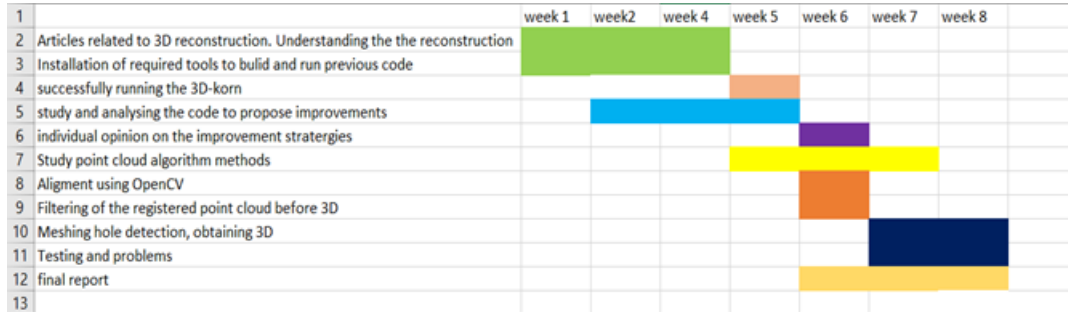 1 week 1 week2 week 4 week 5 week 6 week 7 week 8
2 Articles related to 3D reconstruction. Understanding the the reconstruction
3 Installation of required tools to bulid and run previous code
4 successfully running the 3D-korn
5 study and analysing the code to propose improvements
6 individual opinion on the improvement stratergies
7 Study point cloud algorithm methods
8 Aligment using OpenCV
9 Filtering of the registered point cloud before 3D
10 Meshing hole detection, obtaining 3D
11 Testing and problems
12 final report
13